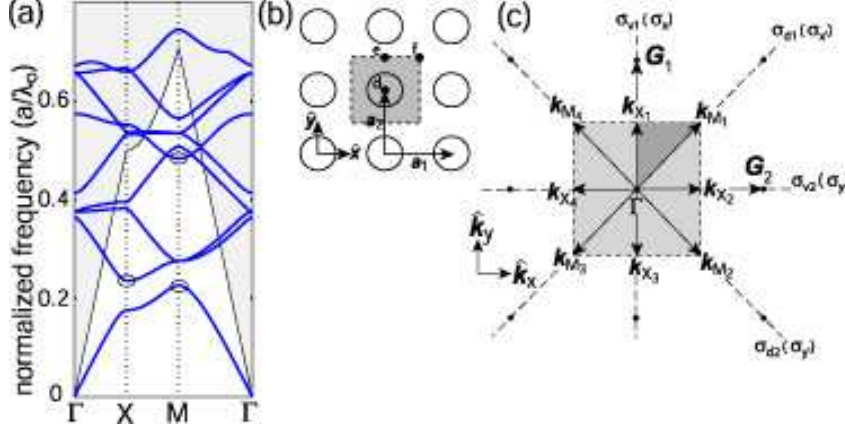 (a)
normalized frequency (a/λo)
0.6
0.4
0.2
0
Γ X M Γ
(b)
e f
d
a2
a1
ŷ
x̂
(c)
σv1(σx)
σd1(σx')
G1
kM4 kX1 kM1
G2
kX4 Γ kX2
σv2(σy
kM3 kX3 kM2
k̂y
k̂x
σd2(σy')